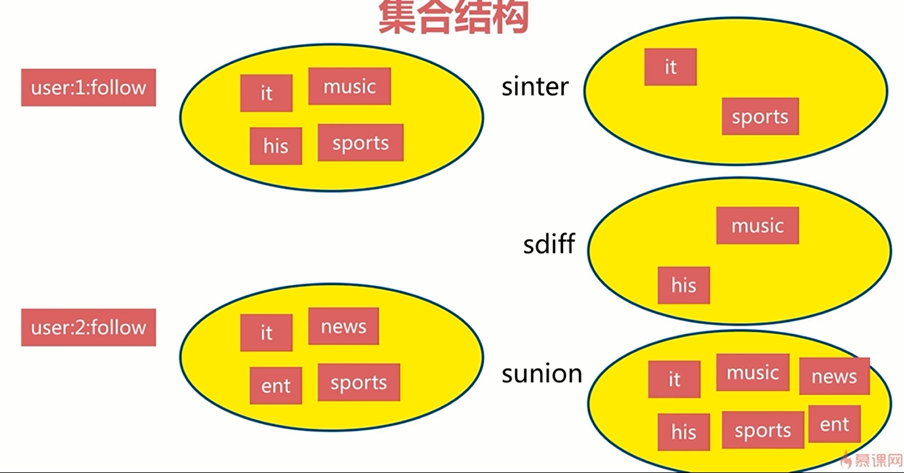 集合结构
user:1:follow
it
music
his
sports
sinter
it
sports
sdiff
music
his
user:2:follow
it
news
ent
sports
sunion
it
music
news
his
sports
ent
慕课网